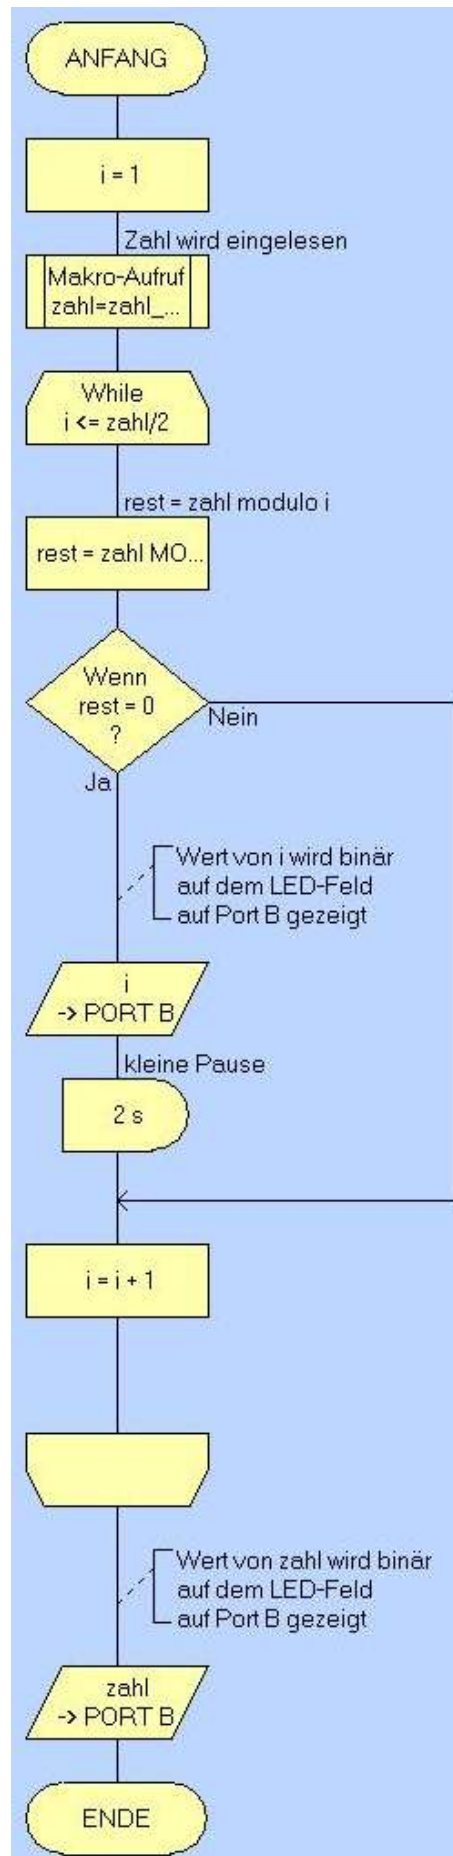 ANFANG
i = 1
Zahl wird eingelesen
Makro-Aufruf
zahl=zahl_...
While
i <= zahl/2
rest = zahl modulo i
rest = zahl MO...
Wenn
rest = 0
?
Nein
Ja
Wert von i wird binär
auf dem LED-Feld
auf Port B gezeigt
i
-> PORT B
kleine Pause
2 s
i = i + 1
Wert von zahl wird binär
auf dem LED-Feld
auf Port B gezeigt
zahl
-> PORT B
ENDE